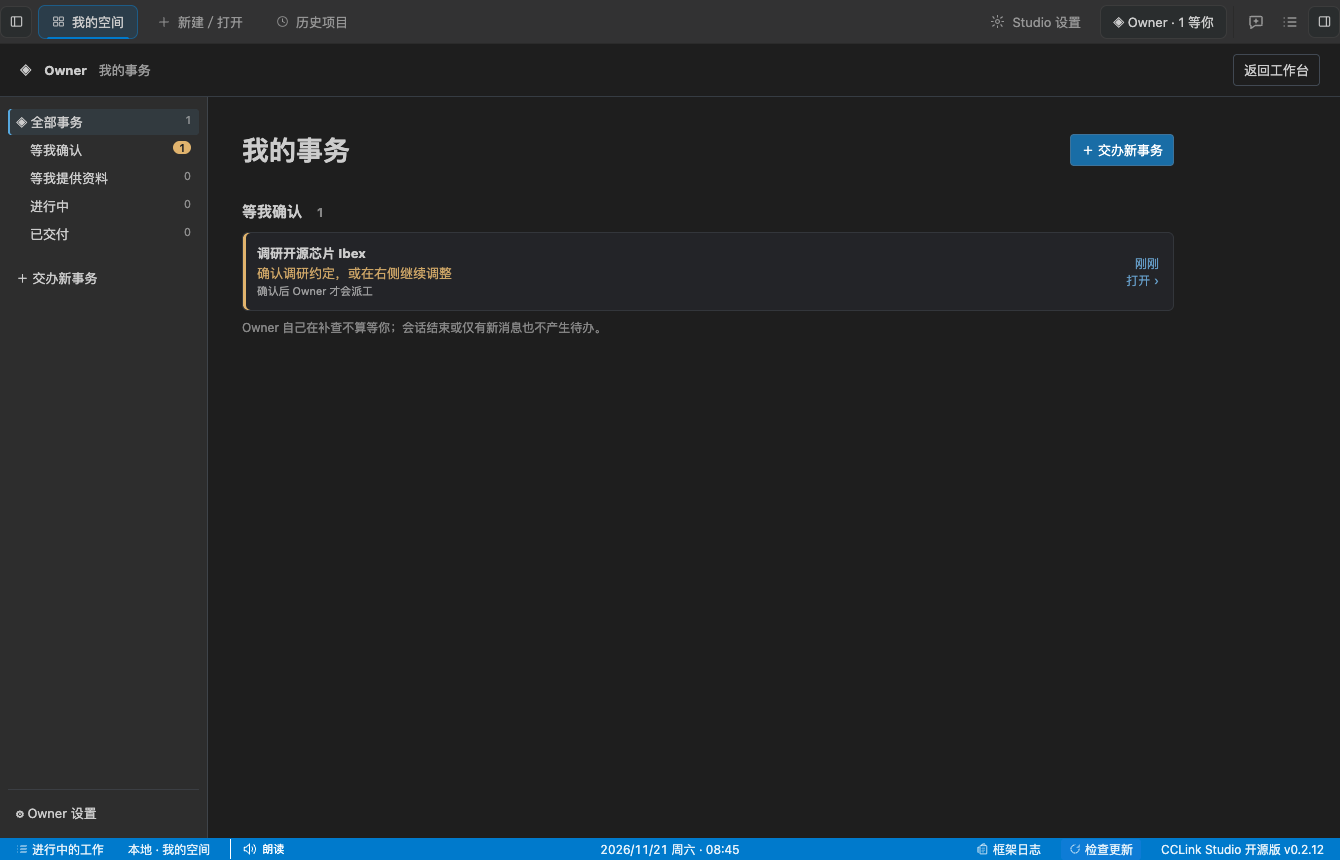 我的空间
新建 / 打开
历史项目
Studio 设置
Owner · 1 等你
Owner 我的事务
返回工作台
全部事务 1
等我确认 1
等我提供资料 0
进行中 0
已交付 0
+ 交办新事务
Owner 设置
我的事务
+ 交办新事务
等我确认 1
调研开源芯片 Ibex
确认调研约定，或在右侧继续调整
确认后 Owner 才会派工
刚刚
打开 ›
Owner 自己在补查不算等你；会话结束或仅有新消息也不产生待办。
进行中的工作
本地 · 我的空间
朗读
2026/11/21 周六 · 08:45
框架日志
检查更新
CCLink Studio 开源版 v0.2.12